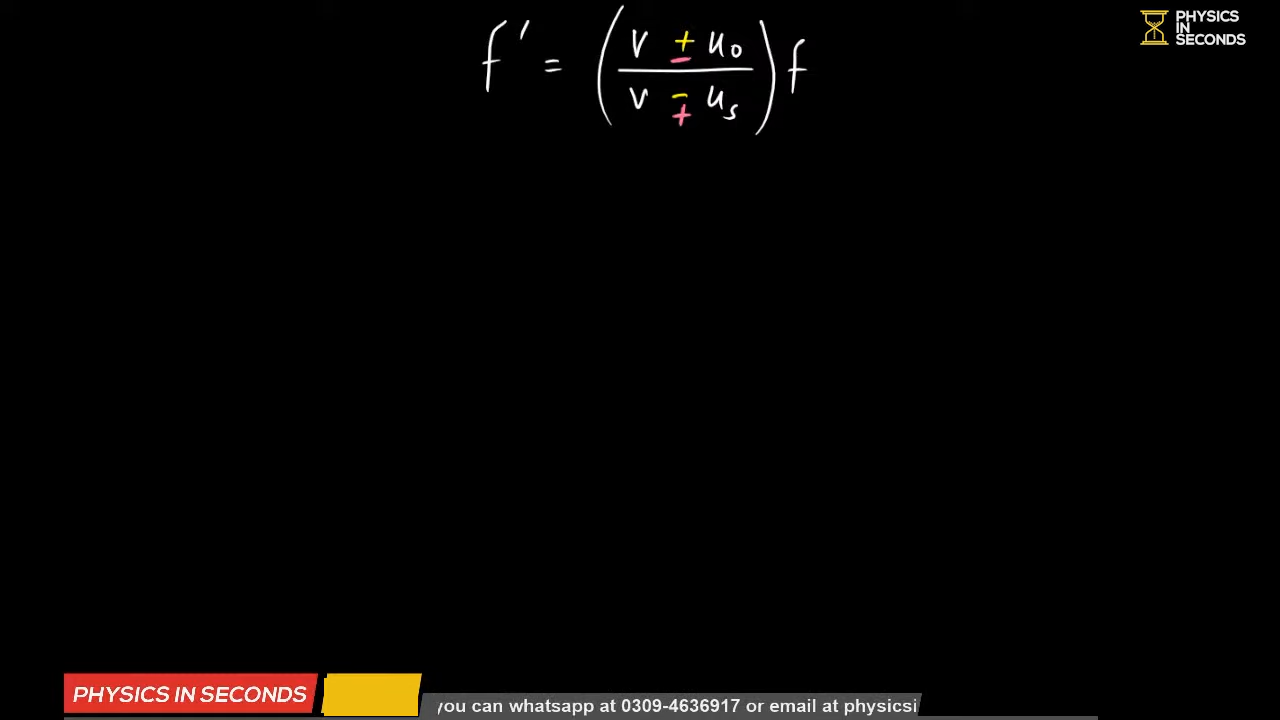 f' = ( v ± u₀ / v ∓ uₛ ) f
PHYSICS
IN
SECONDS
PHYSICS IN SECONDS
you can whatsapp at 0309-4636917 or email at physicsi